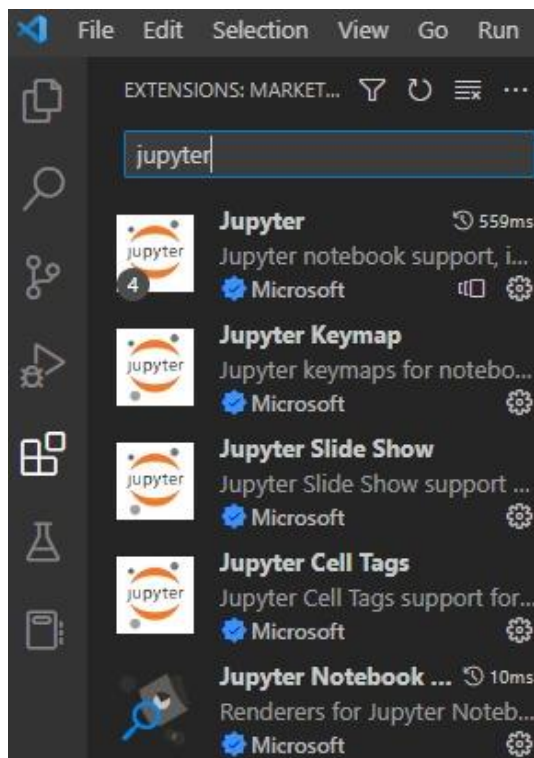 File Edit Selection View Go Run
EXTENSIONS: MARKET... ...
jupyter
Jupyter 559ms
jupyter
Jupyter notebook support, i...
4
Microsoft
Jupyter Keymap
jupyter
Jupyter keymaps for notebo...
Microsoft
Jupyter Slide Show
jupyter
Jupyter Slide Show support ...
Microsoft
Jupyter Cell Tags
jupyter
Jupyter Cell Tags support for...
Microsoft
Jupyter Notebook ... 10ms
Renderers for Jupyter Noteb...
Microsoft